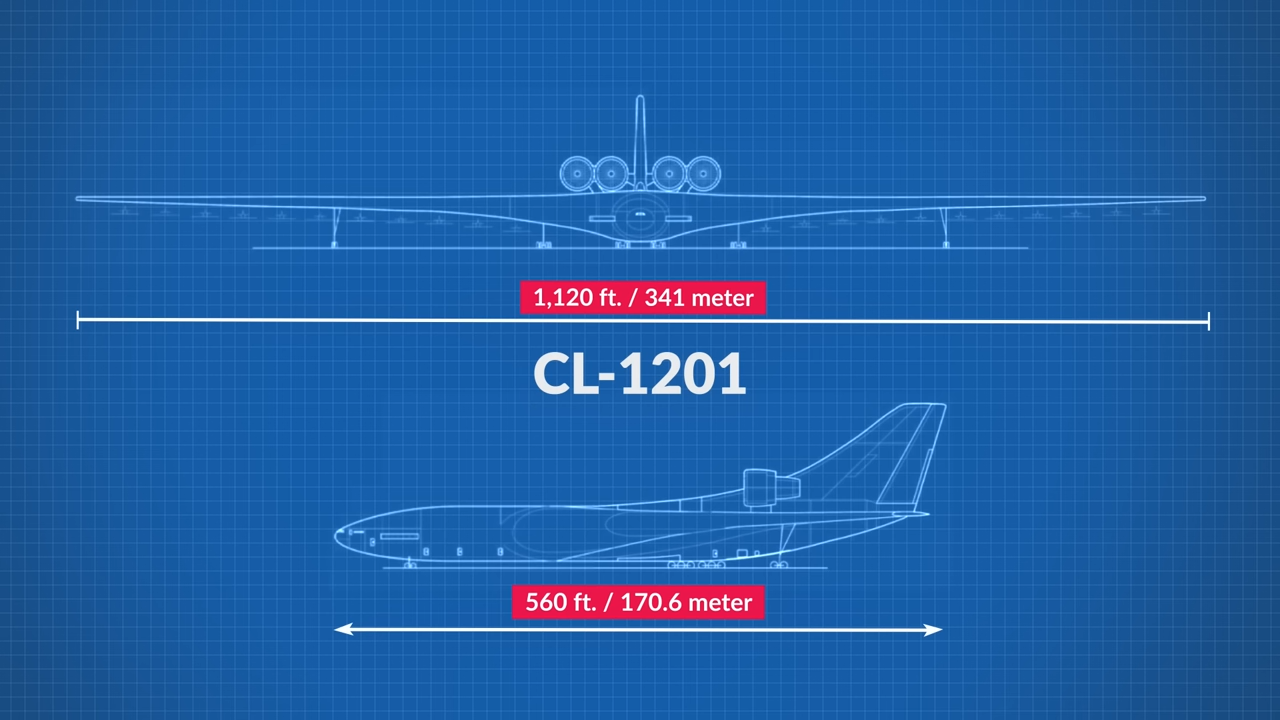 1,120 ft. / 341 meter
CL-1201
560 ft. / 170.6 meter